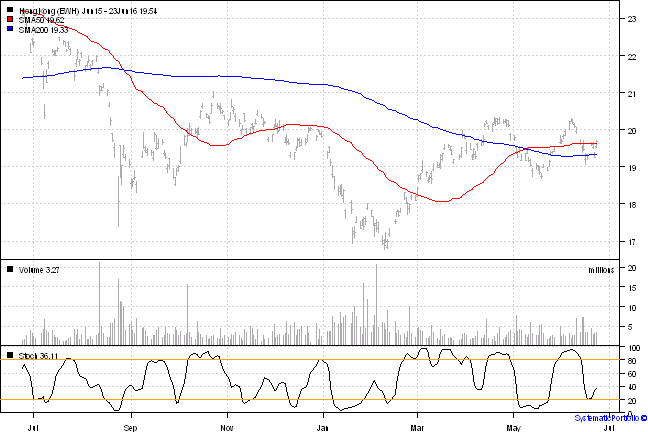 Hong Kong (EWH) Jun15 - 23Jun16 19.54
SMA50 19.62
SMA200 19.33
23
22
21
20
19
18
17
Volume 3.27
millions
20
15
10
5
Stoch 36.11
100
80
60
40
20
0
Jul
Sep
Nov
Jan
Mar
May
Jul
SystematicPortfolio ©